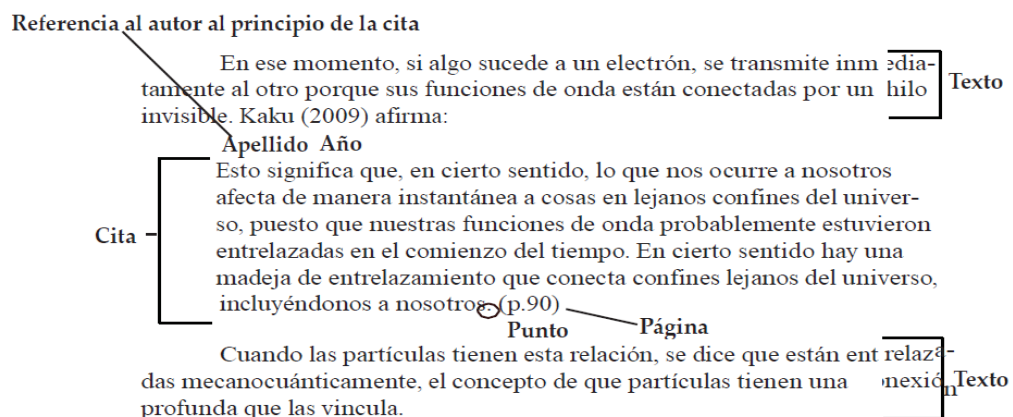 Referencia al autor al principio de la cita
En ese momento, si algo sucede a un electrón, se transmite inmedia-
tamente al otro porque sus funciones de onda están conectadas por un hilo
Texto
invisible. Kaku (2009) afirma:
Apellido Año
Esto significa que, en cierto sentido, lo que nos ocurre a nosotros
afecta de manera instantánea a cosas en lejanos confines del univer-
so, puesto que nuestras funciones de onda probablemente estuvieron
Cita
entrelazadas en el comienzo del tiempo. En cierto sentido hay una
madeja de entrelazamiento que conecta confines lejanos del universo,
incluyéndonos a nosotros. (p.90)
Punto
Página
Cuando las partículas tienen esta relación, se dice que están entrelaza-
das mecanocuánticamente, el concepto de que partículas tienen una onexión
Texto
profunda que las vincula.